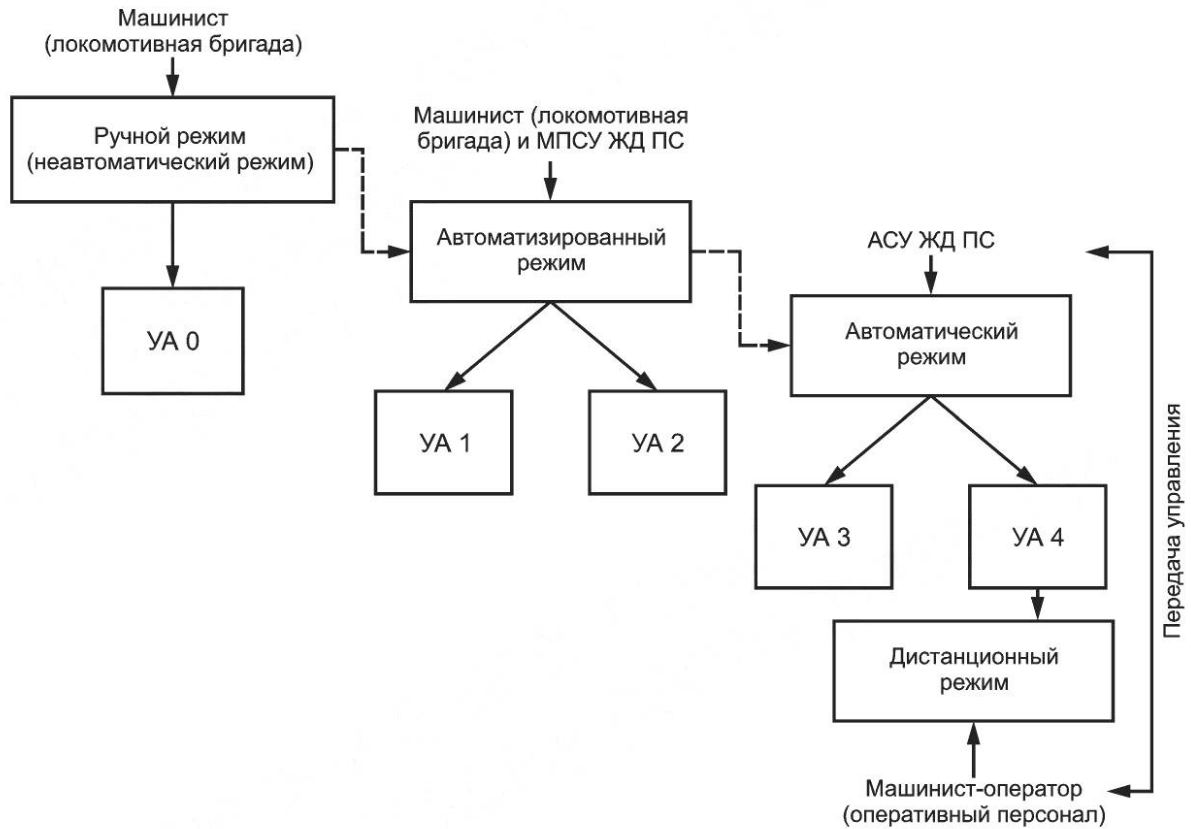 Машинист
(локомотивная бригада)
Ручной режим
(неавтоматический режим)
УА 0
Машинист (локомотивная
бригада) и МПСУ ЖД ПС
Автоматизированный
режим
УА 1
УА 2
АСУ ЖД ПС
Автоматический
режим
УА 3
УА 4
Дистанционный
режим
Машинист-оператор
(оперативный персонал)
Передача управления